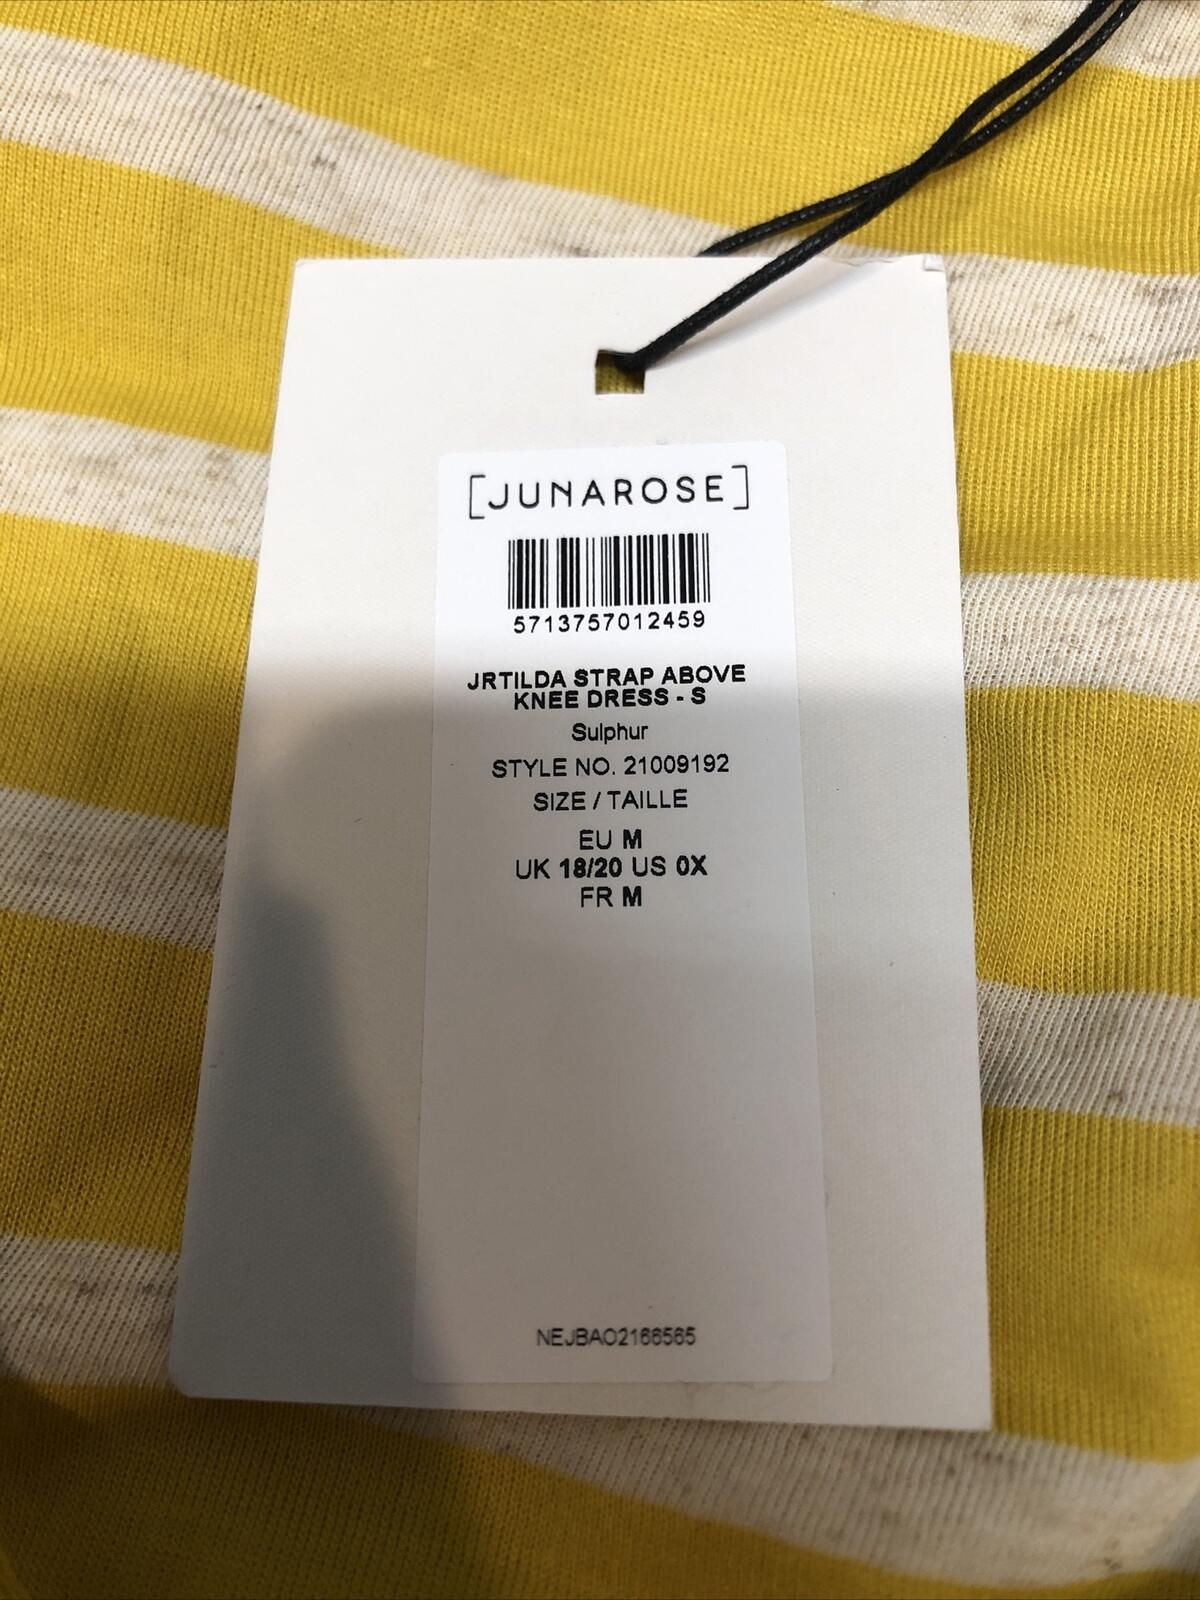 [JUNAROSE]
5713757012459
JRTILDA STRAP ABOVE
KNEE DRESS - S
Sulphur
STYLE NO. 21009192
SIZE / TAILLE
EU M
UK 18/20 US 0X
FR M
NEJBAO2166565